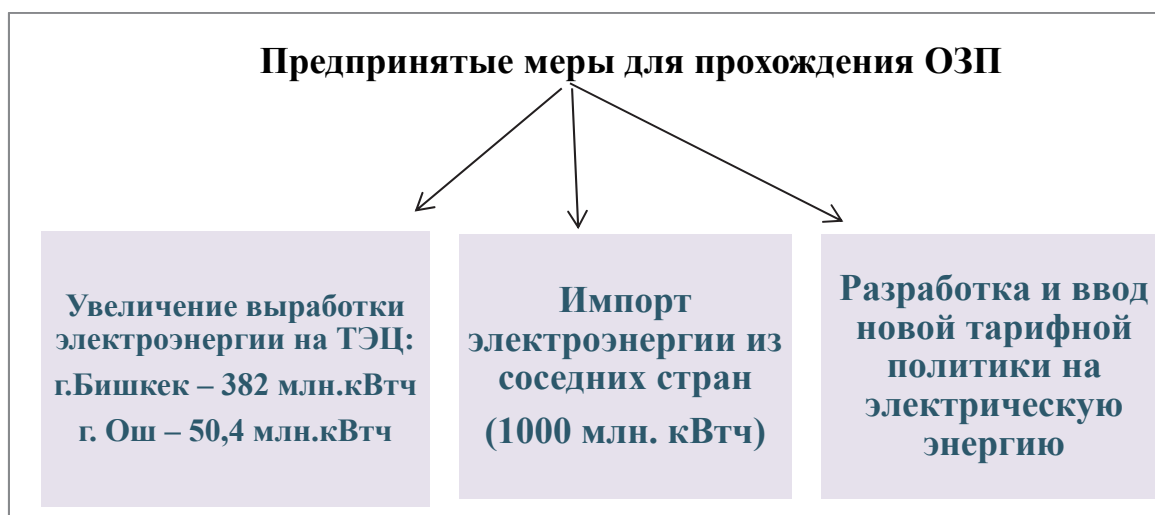 Предпринятые меры для прохождения ОЗП
Увеличение выработки
электроэнергии на ТЭЦ:
г.Бишкек – 382 млн.кВтч
г. Ош – 50,4 млн.кВтч
Импорт
электроэнергии из
соседних стран
(1000 млн. кВтч)
Разработка и ввод
новой тарифной
политики на
электрическую
энергию